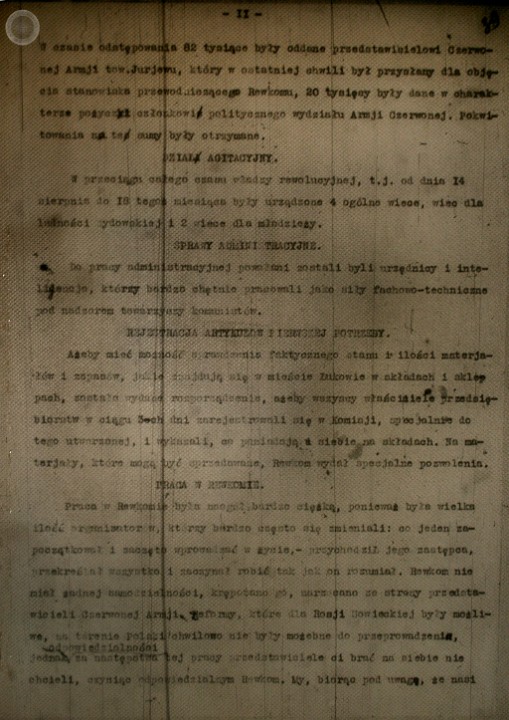 - II -
W czasie odstępowania 82 tysiące były oddane przedstawicielowi Czerwo-
nej Armji tow.Jurjewu, który w ostatniej chwili był przysłany dla obję-
cia stanowiska przewodniczącego Rewkomu, 20 tysięcy były dane w charak-
terze pożyczki członkowi politycznego wydziału Armji Czerwonej. Pokwi-
towania na te sumy były otrzymane.
DZIAŁ AGITACYJNY.
W przeciągu całego czasu władzy rewolucyjnej, t.j. od dnia 14
sierpnia do 18 tegoż miesiąca były urządzone 4 ogólne wiece, wiec dla
ludności żydowskiej i 2 wiece dla młodzieży.
SPRAWY ADMINISTRACYJNE.
Do pracy administracyjnej powołani zostali byli urzędnicy i inte-
ligencja, którzy bardzo chętnie pracowali jako siły fachowo-techniczne
pod nadzorem towarzyszy komunistów.
REJESTRACJA ARTYKUŁÓW PIERWSZEJ POTRZEBY.
Ażeby mieć możność sprawdzenia faktycznego stanu i ilości materja-
łów i zapasów, jakie znajdują się w mieście Łukowie w składach i sklep
pach, zostało wydane rozporządzenie, ażeby wszyscy właściciele przedsię-
biorstw w ciągu 3-ch dni zarejestrowali się w Komisji, specjalnie do
tego utworzonej, i wykazali, co posiadają u siebie na składach. Na ma-
terjały, które mogą być sprzedawane, Rewkom wydał specjalne pozwolenia.
PRACA W REWKOMIE.
Praca w Rewkomie była naogół bardzo ciężka, ponieważ była wielka
ilość organizatorów, którzy bardzo często się zmieniali: co jeden za-
początkował i zaczęto wprowadzać w życie,- przychodził jego zastępca,
przekreślał wszystko i zaczynał robić tak jak on rozumiał. Rewkom nie
miał żadnej samodzielności, krępowano go, narzucano ze strony przedsta-
wicieli Czerwonej Armji. Reformy, które dla Rosji Sowieckiej były możli-
we, na terenie Polski chwilowo nie były możebne do przeprowadzenia,
odpowiedzialności
jednak za następstwa tej pracy przedstawiciele ci brać na siebie nie
chcieli, czyniąc odpowiedzialnym Rewkom. My, biorąc pod uwagę, że nasi